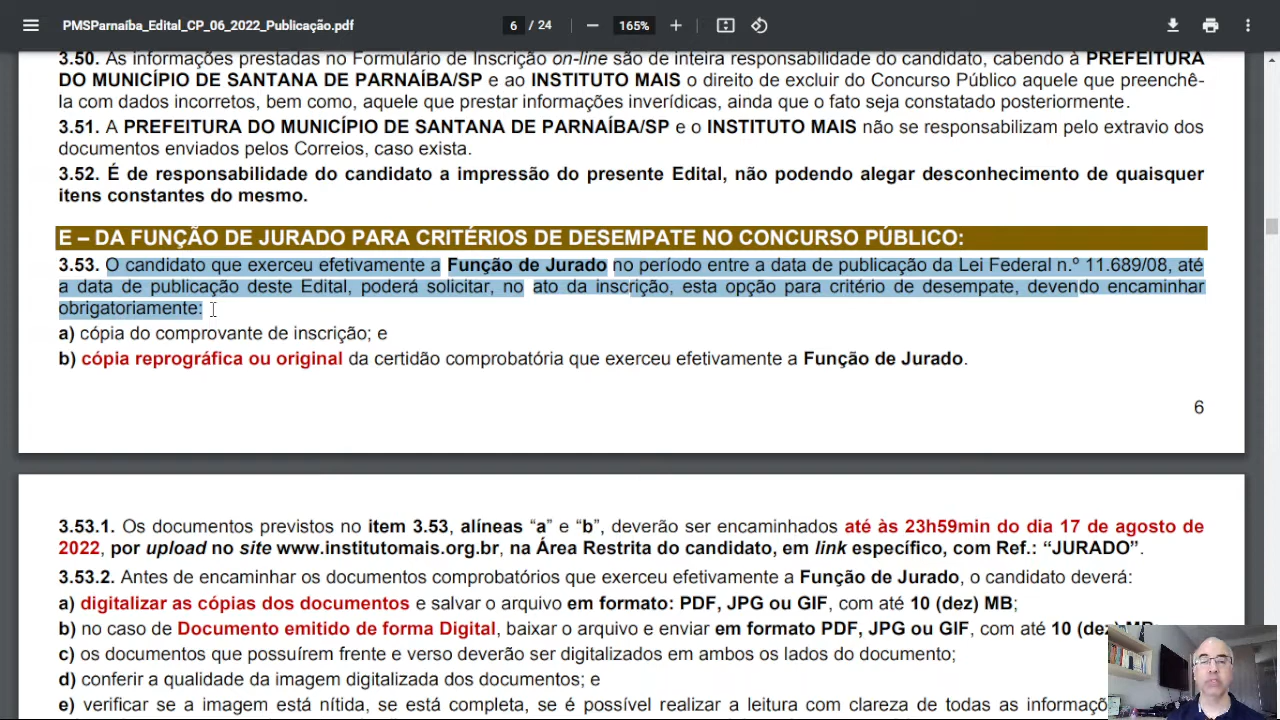 PMSParnaíba_Edital_CP_06_2022_Publicação.pdf
6 / 24
165%
3.50. As informações prestadas no Formulário de Inscrição on-line são de inteira responsabilidade do candidato, cabendo à PREFEITURA
DO MUNICÍPIO DE SANTANA DE PARNAÍBA/SP e ao INSTITUTO MAIS o direito de excluir do Concurso Público aquele que preenchê-
la com dados incorretos, bem como, aquele que prestar informações inverídicas, ainda que o fato seja constatado posteriormente.
3.51. A PREFEITURA DO MUNICÍPIO DE SANTANA DE PARNAÍBA/SP e o INSTITUTO MAIS não se responsabilizam pelo extravio dos
documentos enviados pelos Correios, caso exista.
3.52. É de responsabilidade do candidato a impressão do presente Edital, não podendo alegar desconhecimento de quaisquer
itens constantes do mesmo.
E – DA FUNÇÃO DE JURADO PARA CRITÉRIOS DE DESEMPATE NO CONCURSO PÚBLICO:
3.53. O candidato que exerceu efetivamente a Função de Jurado no período entre a data de publicação da Lei Federal n.º 11.689/08, até
a data de publicação deste Edital, poderá solicitar, no ato da inscrição, esta opção para critério de desempate, devendo encaminhar
obrigatoriamente:
a) cópia do comprovante de inscrição; e
b) cópia reprográfica ou original da certidão comprobatória que exerceu efetivamente a Função de Jurado.
6
3.53.1. Os documentos previstos no item 3.53, alíneas “a” e “b”, deverão ser encaminhados até às 23h59min do dia 17 de agosto de
2022, por upload no site www.institutomais.org.br, na Área Restrita do candidato, em link específico, com Ref.: “JURADO”.
3.53.2. Antes de encaminhar os documentos comprobatórios que exerceu efetivamente a Função de Jurado, o candidato deverá:
a) digitalizar as cópias dos documentos e salvar o arquivo em formato: PDF, JPG ou GIF, com até 10 (dez) MB;
b) no caso de Documento emitido de forma Digital, baixar o arquivo e enviar em formato PDF, JPG ou GIF, com até 10 (dez) MB
c) os documentos que possuírem frente e verso deverão ser digitalizados em ambos os lados do documento;
d) conferir a qualidade da imagem digitalizada dos documentos; e
e) verificar se a imagem está nítida, se está completa, se é possível realizar a leitura com clareza de todas as